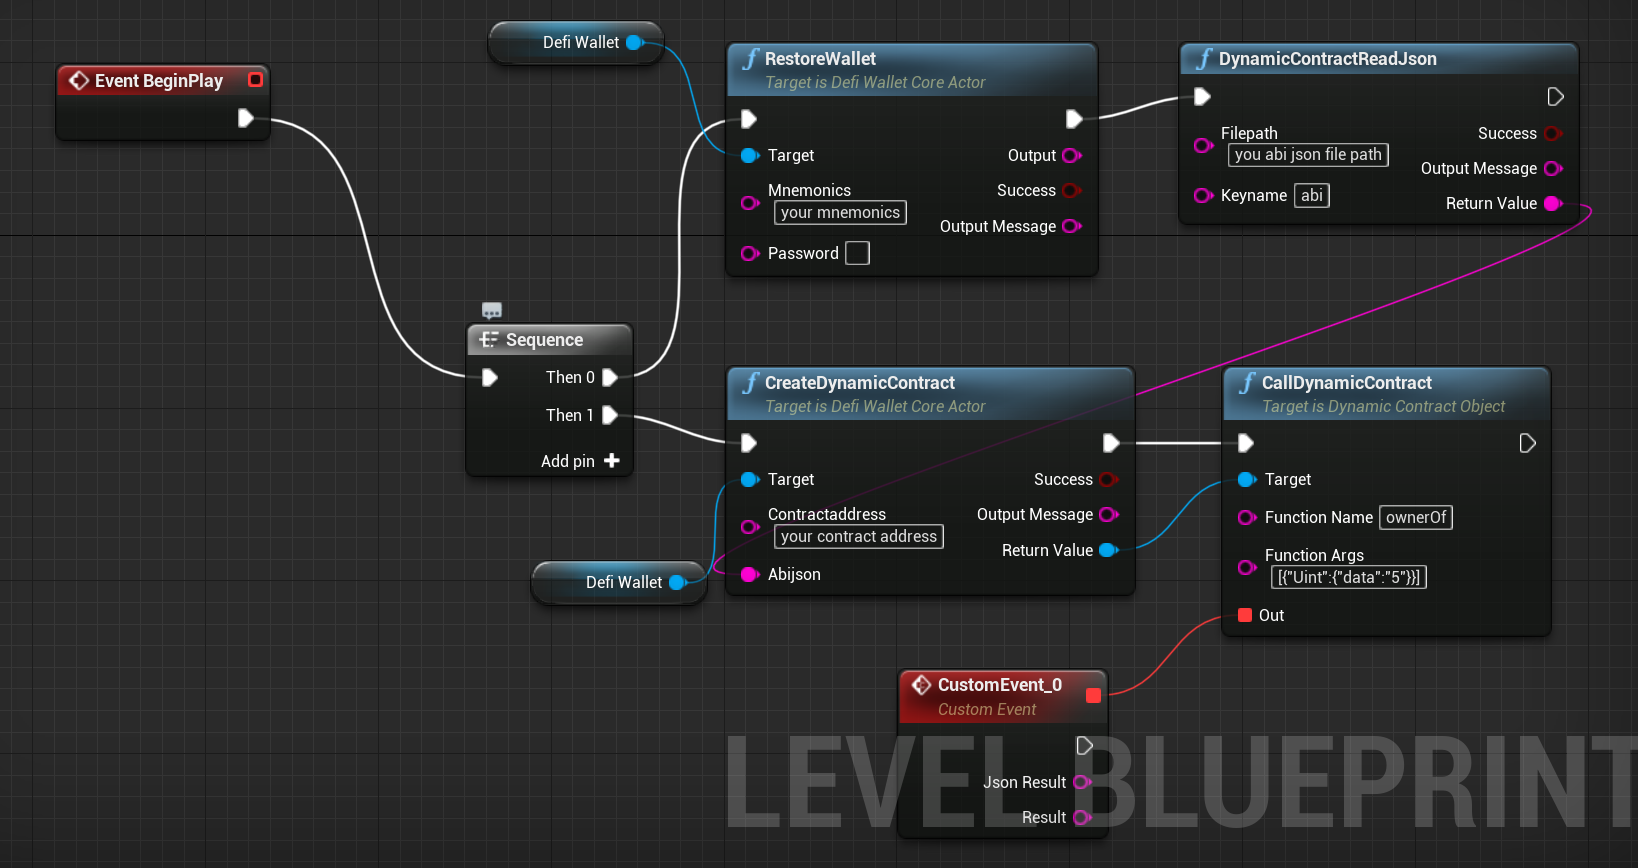 Defi Wallet
Event BeginPlay
RestoreWallet
Target is Defi Wallet Core Actor
Target
Output
Mnemonics
your mnemonics
Success
Output Message
Password
DynamicContractReadJson
Filepath
you abi json file path
Success
Output Message
Keyname abi
Return Value
Sequence
Then 0
Then 1
Add pin
CreateDynamicContract
Target is Defi Wallet Core Actor
Target
Success
Contractaddress
your contract address
Output Message
Return Value
Abijson
Defi Wallet
CallDynamicContract
Target is Dynamic Contract Object
Target
Function Name ownerOf
Function Args
[{"Uint":{"data":"5"}}]
Out
CustomEvent_0
Custom Event
Json Result
Result
LEVEL BLUEPRINT